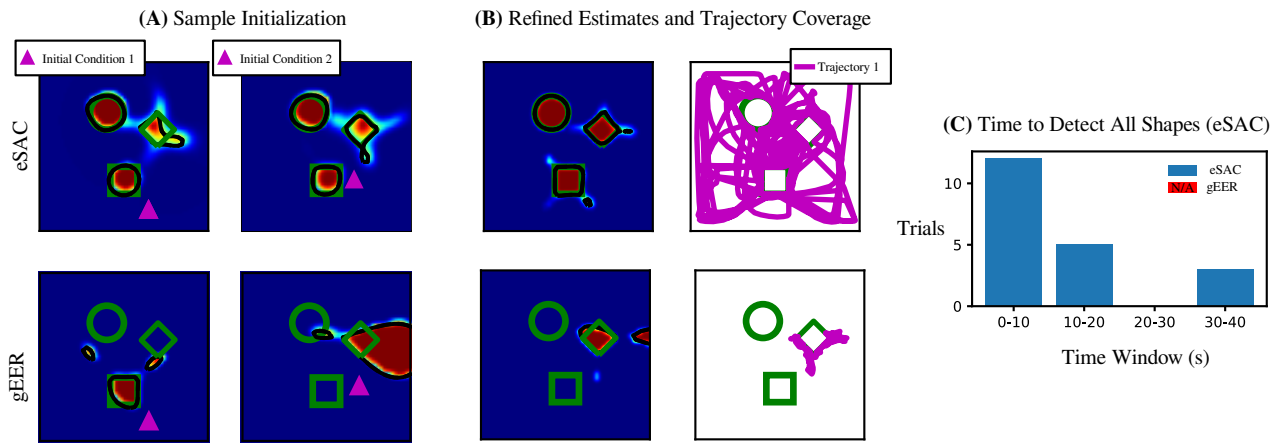 (A) Sample Initialization
(B) Refined Estimates and Trajectory Coverage
Initial Condition 1
Initial Condition 2
Trajectory 1
eSAC
gEER
(C) Time to Detect All Shapes (eSAC)
eSAC
N/A gEER
10
5
0
Trials
0-10 10-20 20-30 30-40
Time Window (s)